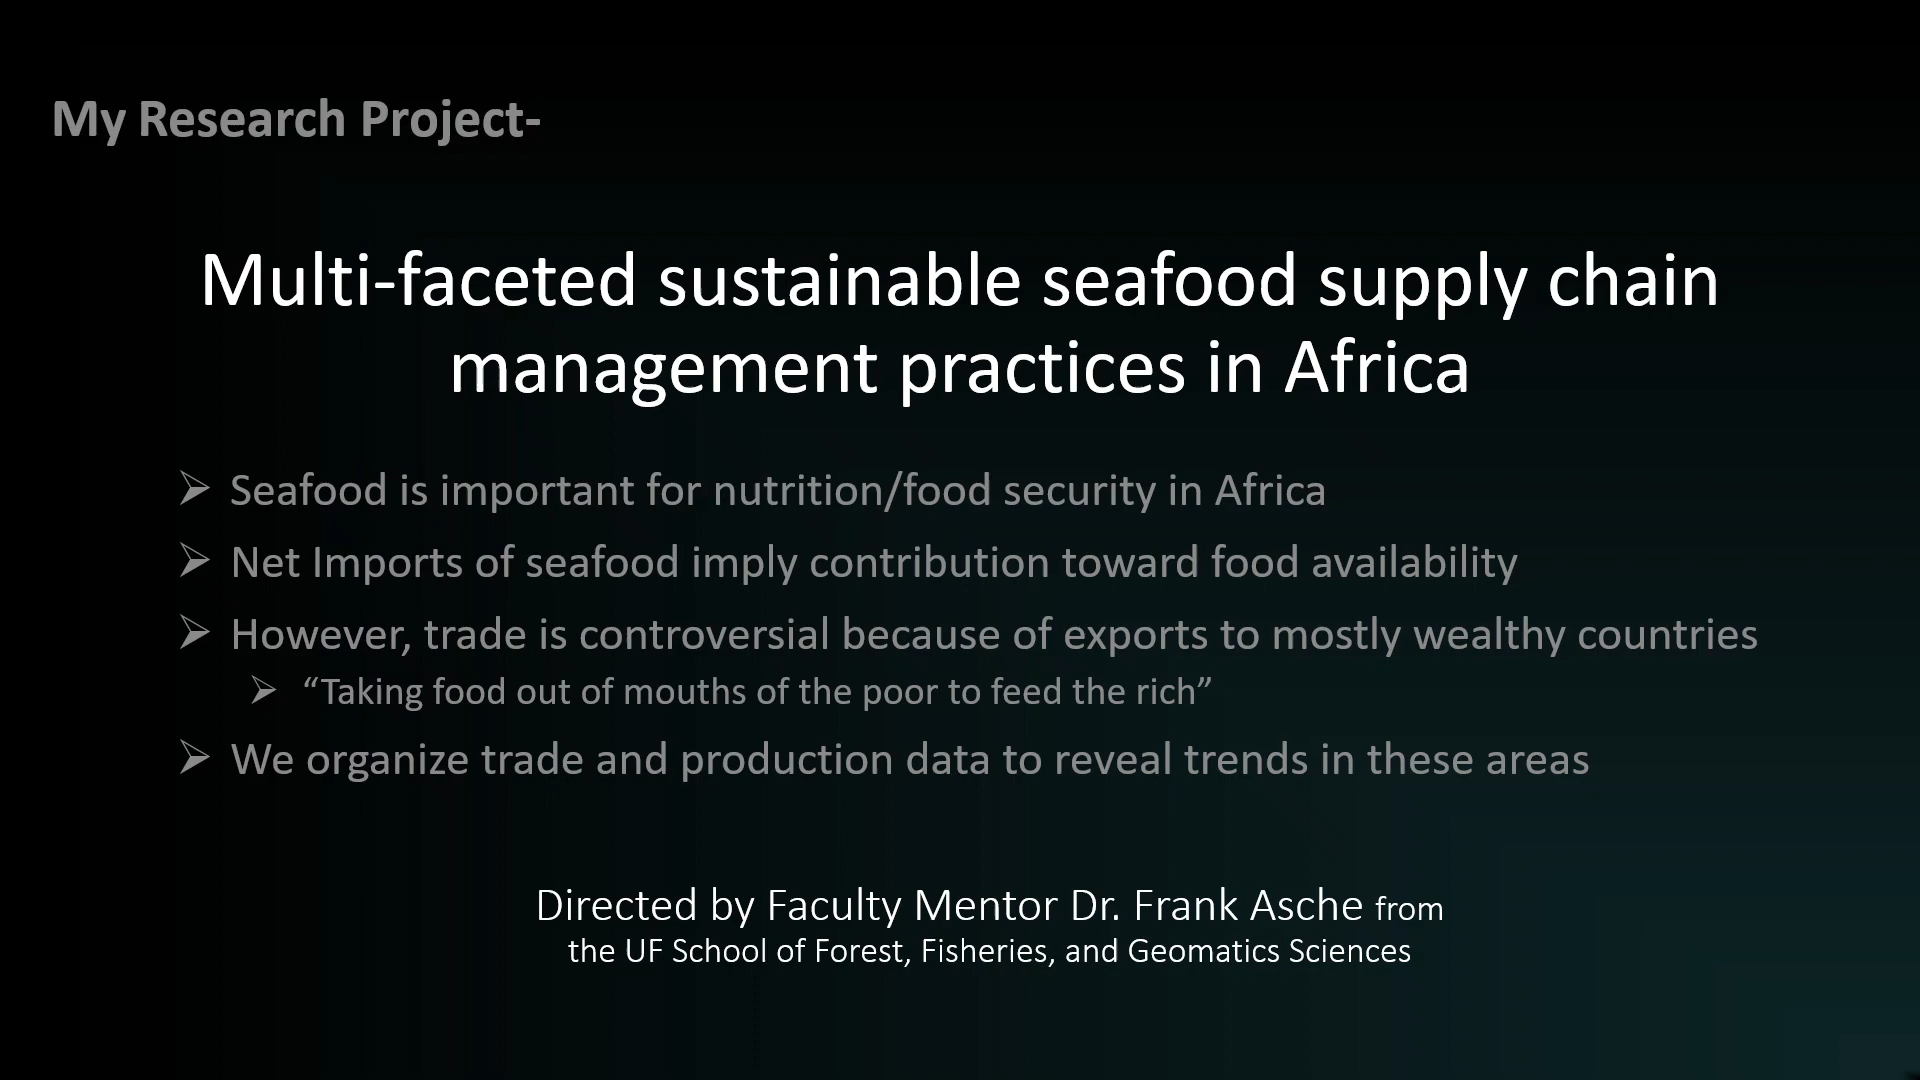 My Research Project-
Multi-faceted sustainable seafood supply chain
management practices in Africa
➢ Seafood is important for nutrition/food security in Africa
➢ Net Imports of seafood imply contribution toward food availability
➢ However, trade is controversial because of exports to mostly wealthy countries
➢ “Taking food out of mouths of the poor to feed the rich”
➢ We organize trade and production data to reveal trends in these areas
Directed by Faculty Mentor Dr. Frank Asche from
the UF School of Forest, Fisheries, and Geomatics Sciences